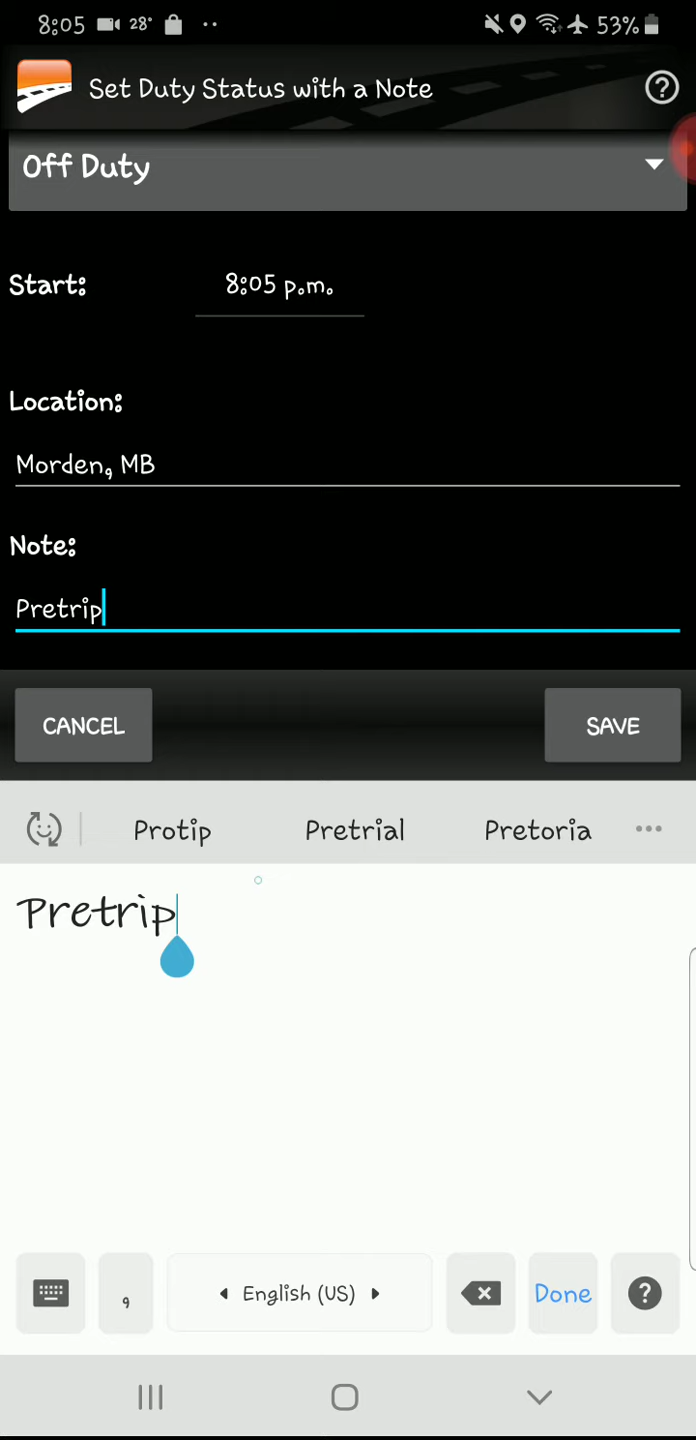 8:05 28° 53%
Set Duty Status with a Note ?
Off Duty
Start: 8:05 p.m.
Location:
Morden, MB
Note:
Pretrip
CANCEL SAVE
Protip Pretrial Pretoria
Pretrip
, English (US) Done ?